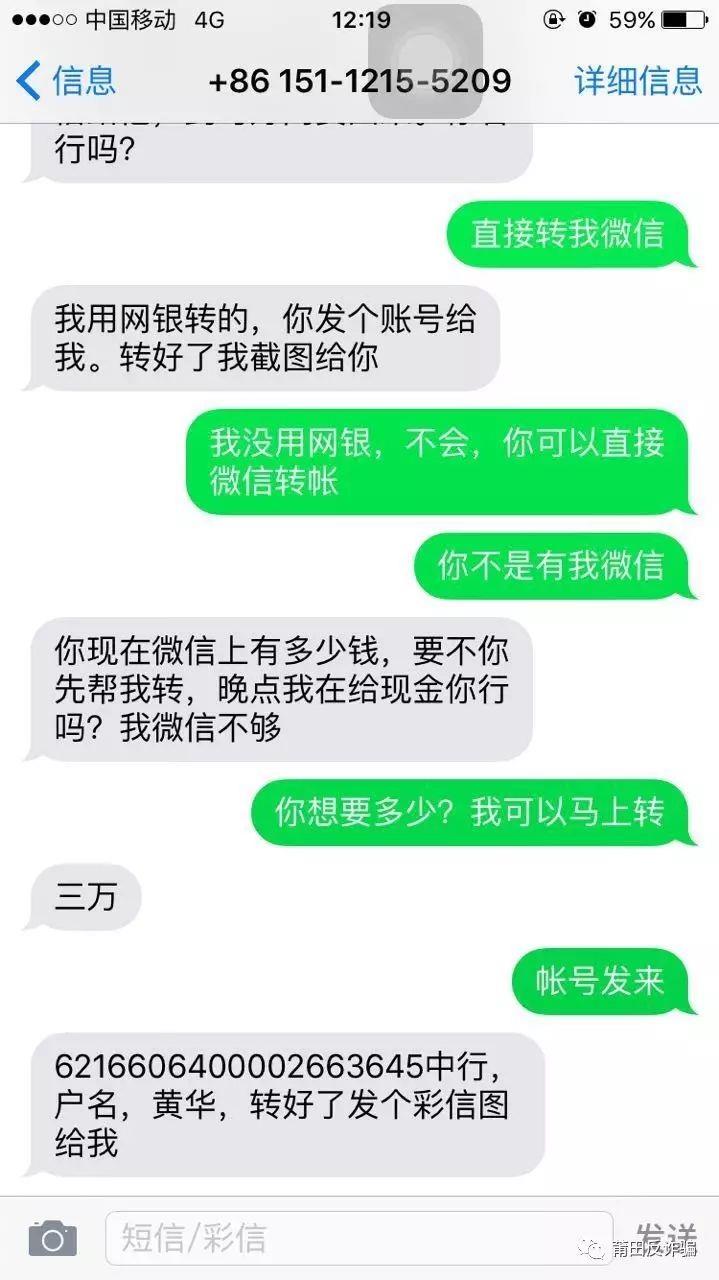 中国移动 4G 12:19 59%
信息 +86 151-1215-5209 详细信息
行吗?
直接转我微信
我用网银转的，你发个账号给
我。转好了我截图给你
我没用网银，不会，你可以直接
微信转帐
你不是有我微信
你现在微信上有多少钱，要不你
先帮我转，晚点我在给现金你行
吗？我微信不够
你想要多少？我可以马上转
三万
帐号发来
6216606400002663645中行，
户名，黄华，转好了发个彩信图
给我
短信/彩信 发送
莆田反诈骗